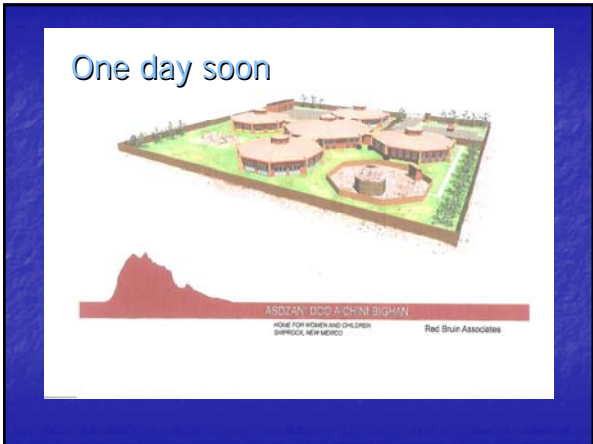 One day soon
ASDZANI DOO A CHINI BIGHAN
HOME FOR WOMEN AND CHILDREN
SHIPROCK, NEW MEXICO
Red Bruin Associates